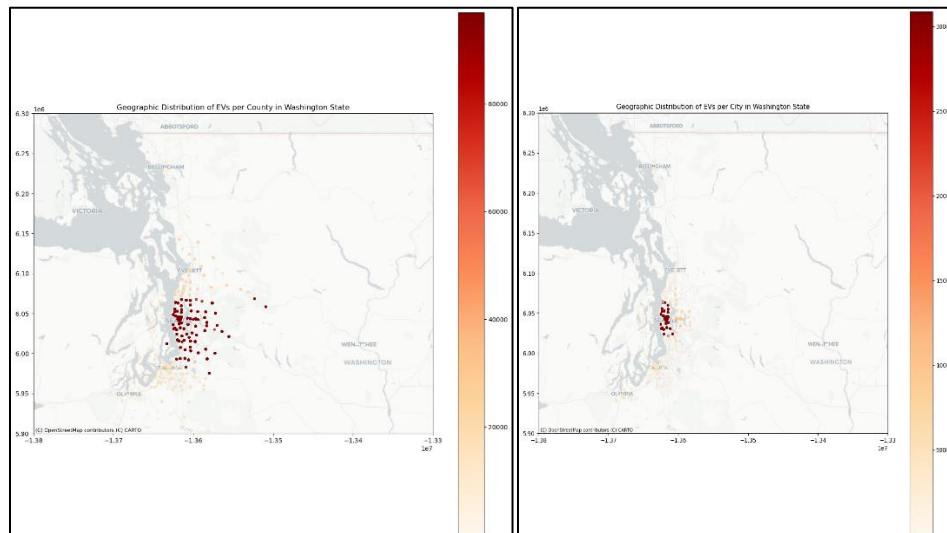 Geographic Distribution of EVs per County in Washington State
1e6
6.30
6.25
6.20
6.15
6.10
6.05
6.00
5.95
5.90
ABBOTSFORD
BELLINGHAM
VICTORIA
EVERETT
TACOMA
OLYMPIA
WENATCHEE
WASHINGTON
(C) OpenStreetMap contributors (C) CARTO
−1.38 −1.37 −1.36 −1.35 −1.34 −1.33
1e7
80000
60000
40000
20000
Geographic Distribution of EVs per City in Washington State
1e6
6.30
6.25
6.20
6.15
6.10
6.05
6.00
5.95
5.90
ABBOTSFORD
BELLINGHAM
VICTORIA
EVERETT
OLYMPIA
WENATCHEE
WASHINGTON
(C) OpenStreetMap contributors (C) CARTO
−1.38 −1.37 −1.36 −1.35 −1.34 −1.33
1e7